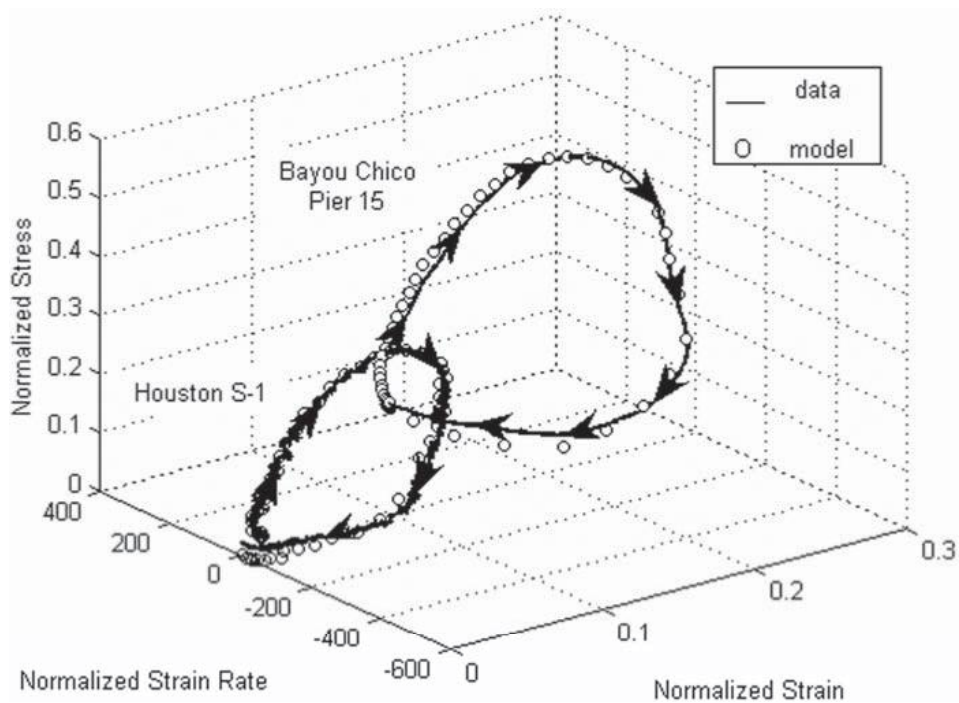 data
model
Bayou Chico
Pier 15
Houston S-1
Normalized Stress
0.6
0.5
0.4
0.3
0.2
0.1
0
400
200
0
-200
-400
-600
Normalized Strain Rate
0
0.1
0.2
0.3
Normalized Strain